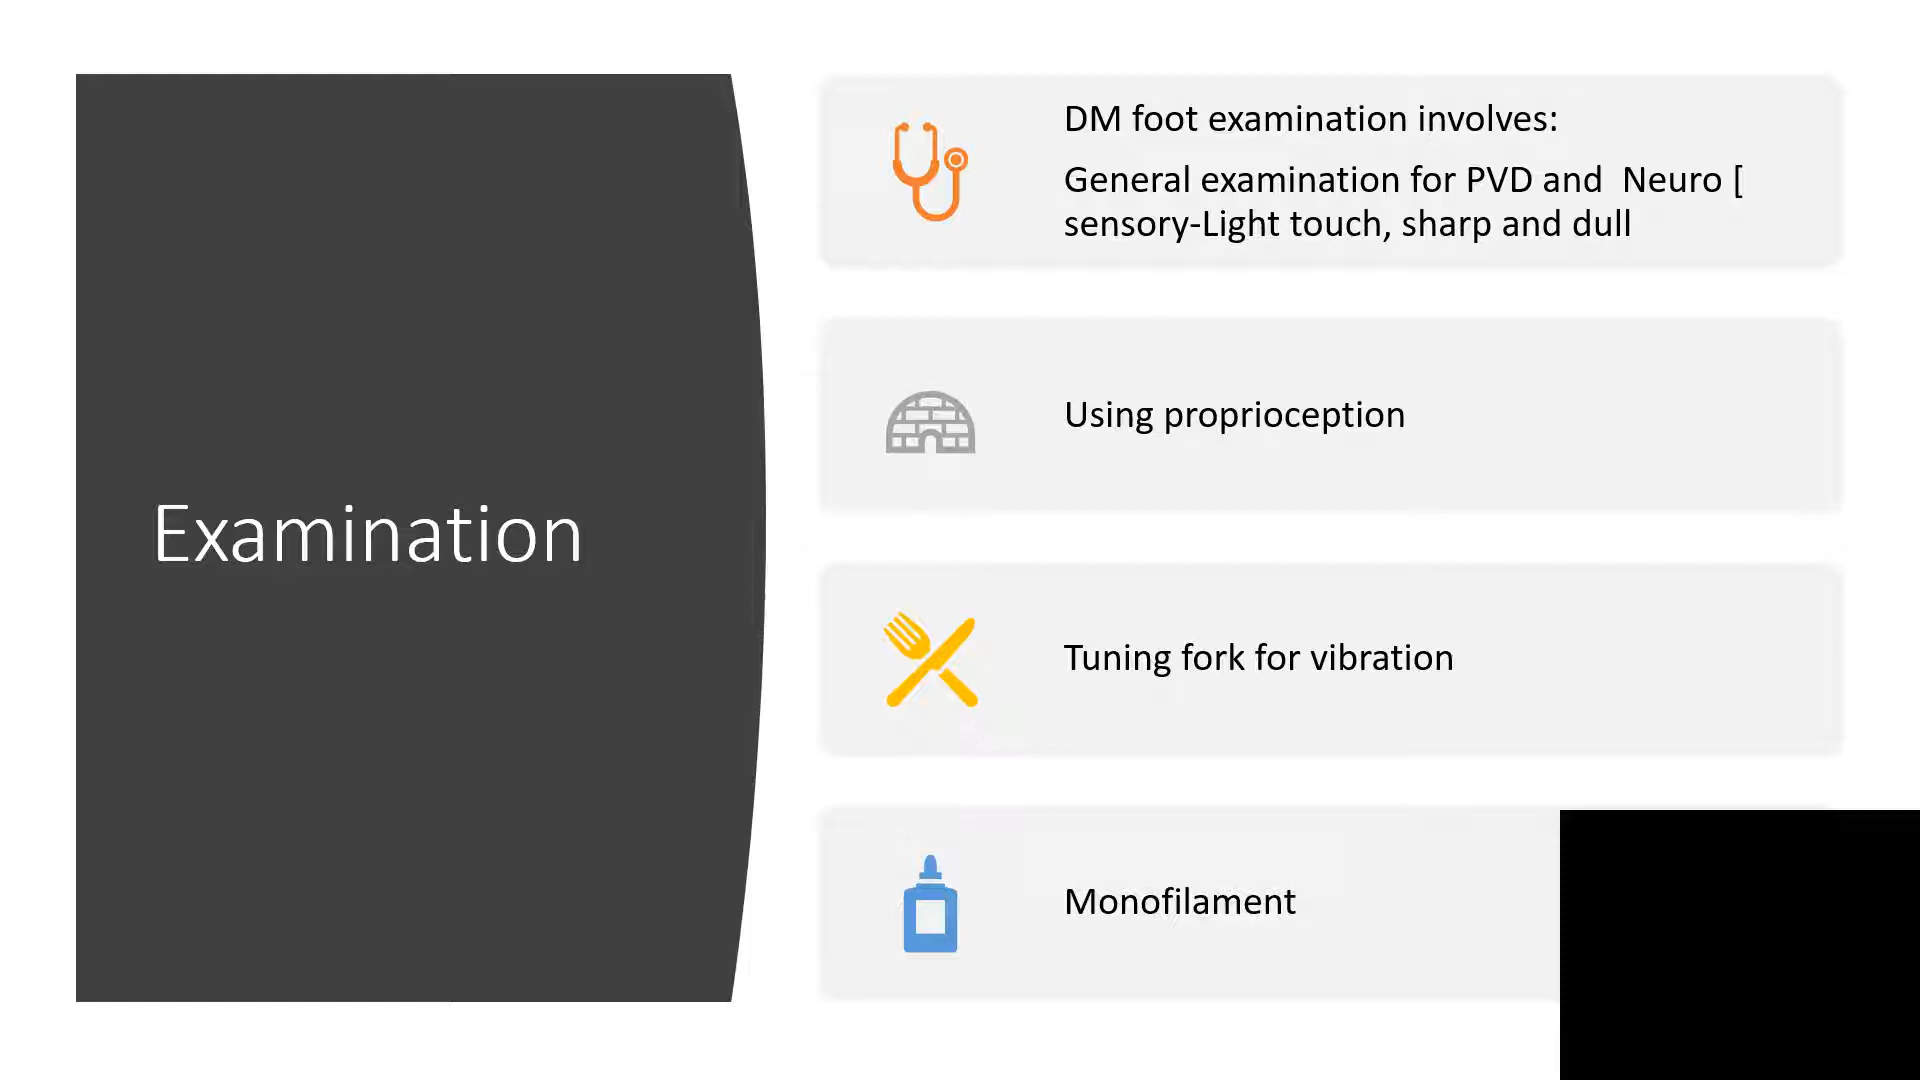 Examination
DM foot examination involves:
General examination for PVD and  Neuro [
sensory-Light touch, sharp and dull
Using proprioception
Tuning fork for vibration
Monofilament